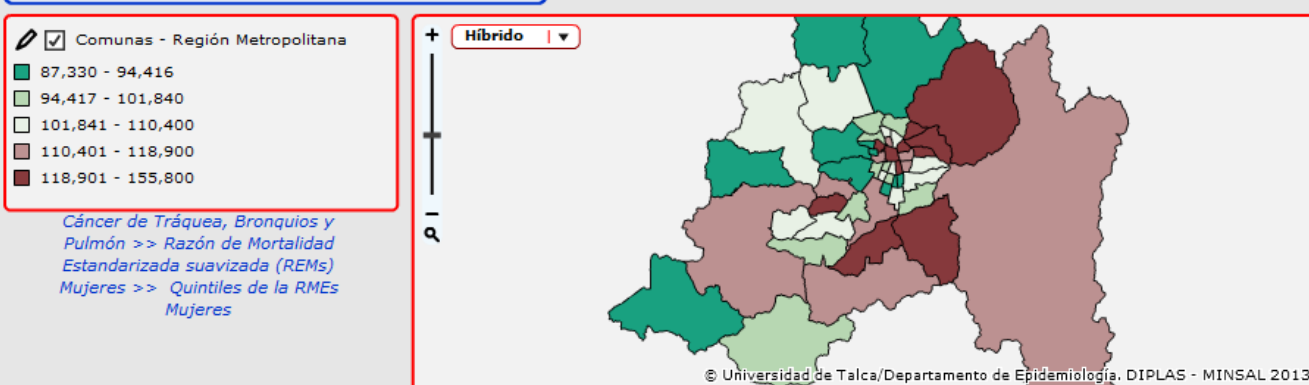 Comunas - Región Metropolitana
87,330 - 94,416
94,417 - 101,840
101,841 - 110,400
110,401 - 118,900
118,901 - 155,800
Cáncer de Tráquea, Bronquios y
Pulmón >> Razón de Mortalidad
Estandarizada suavizada (REMs)
Mujeres >> Quintiles de la RMEs
Mujeres
Híbrido
© Universidad de Talca/Departamento de Epidemiología. DIPLAS - MINSAL 2013